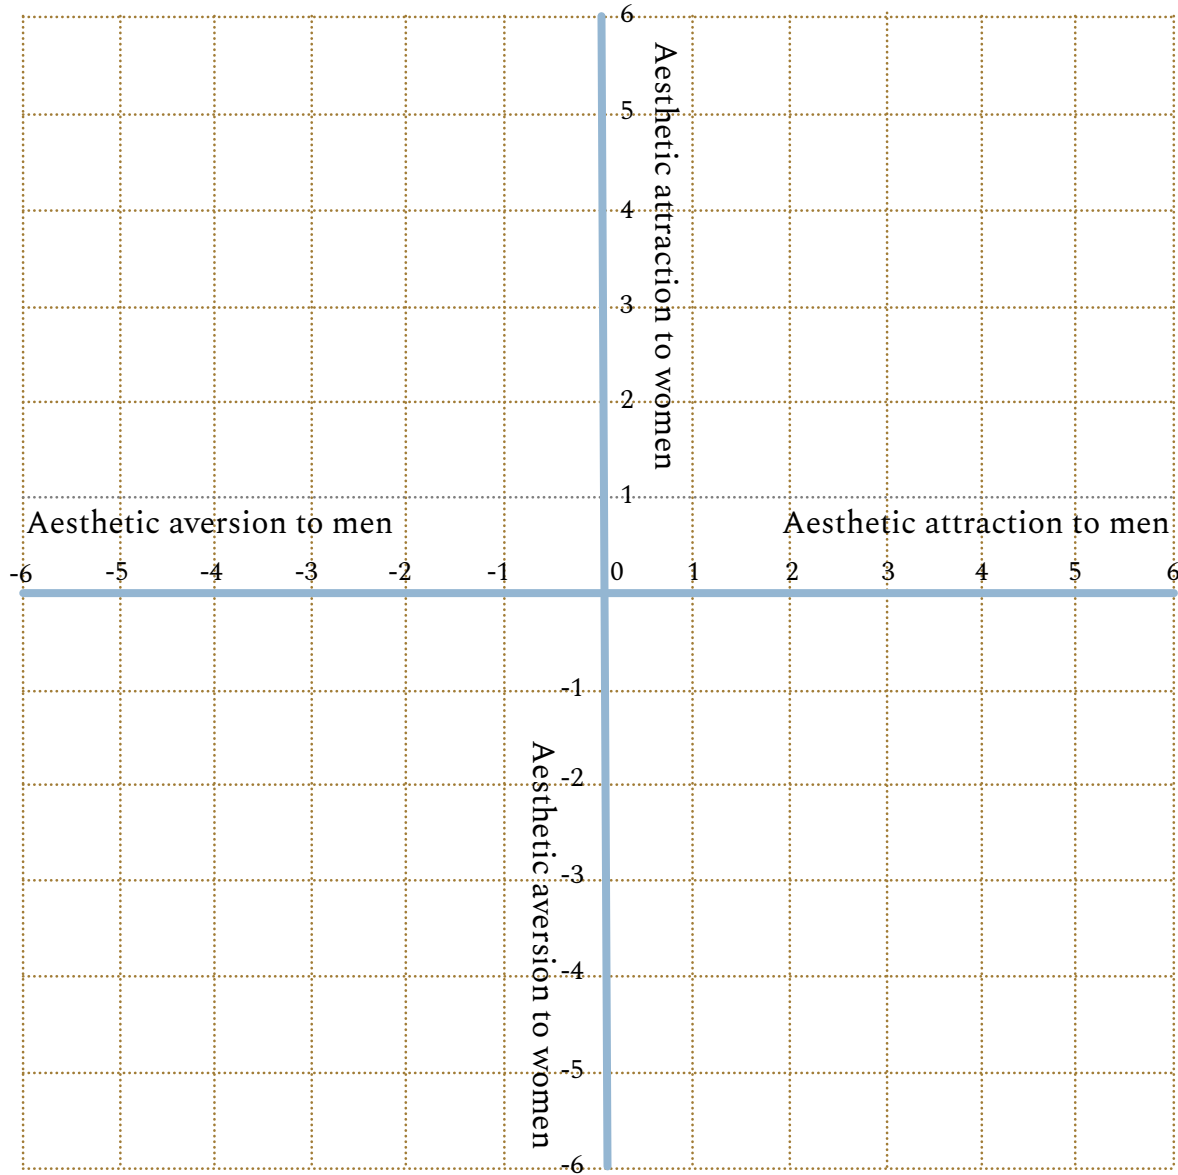 6
Aesthetic attraction to women
5
4
3
2
1
Aesthetic aversion to men
Aesthetic attraction to men
-6 -5 -4 -3 -2 -1 0 1 2 3 4 5 6
-1
Aesthetic aversion to women
-2
-3
-4
-5
-6